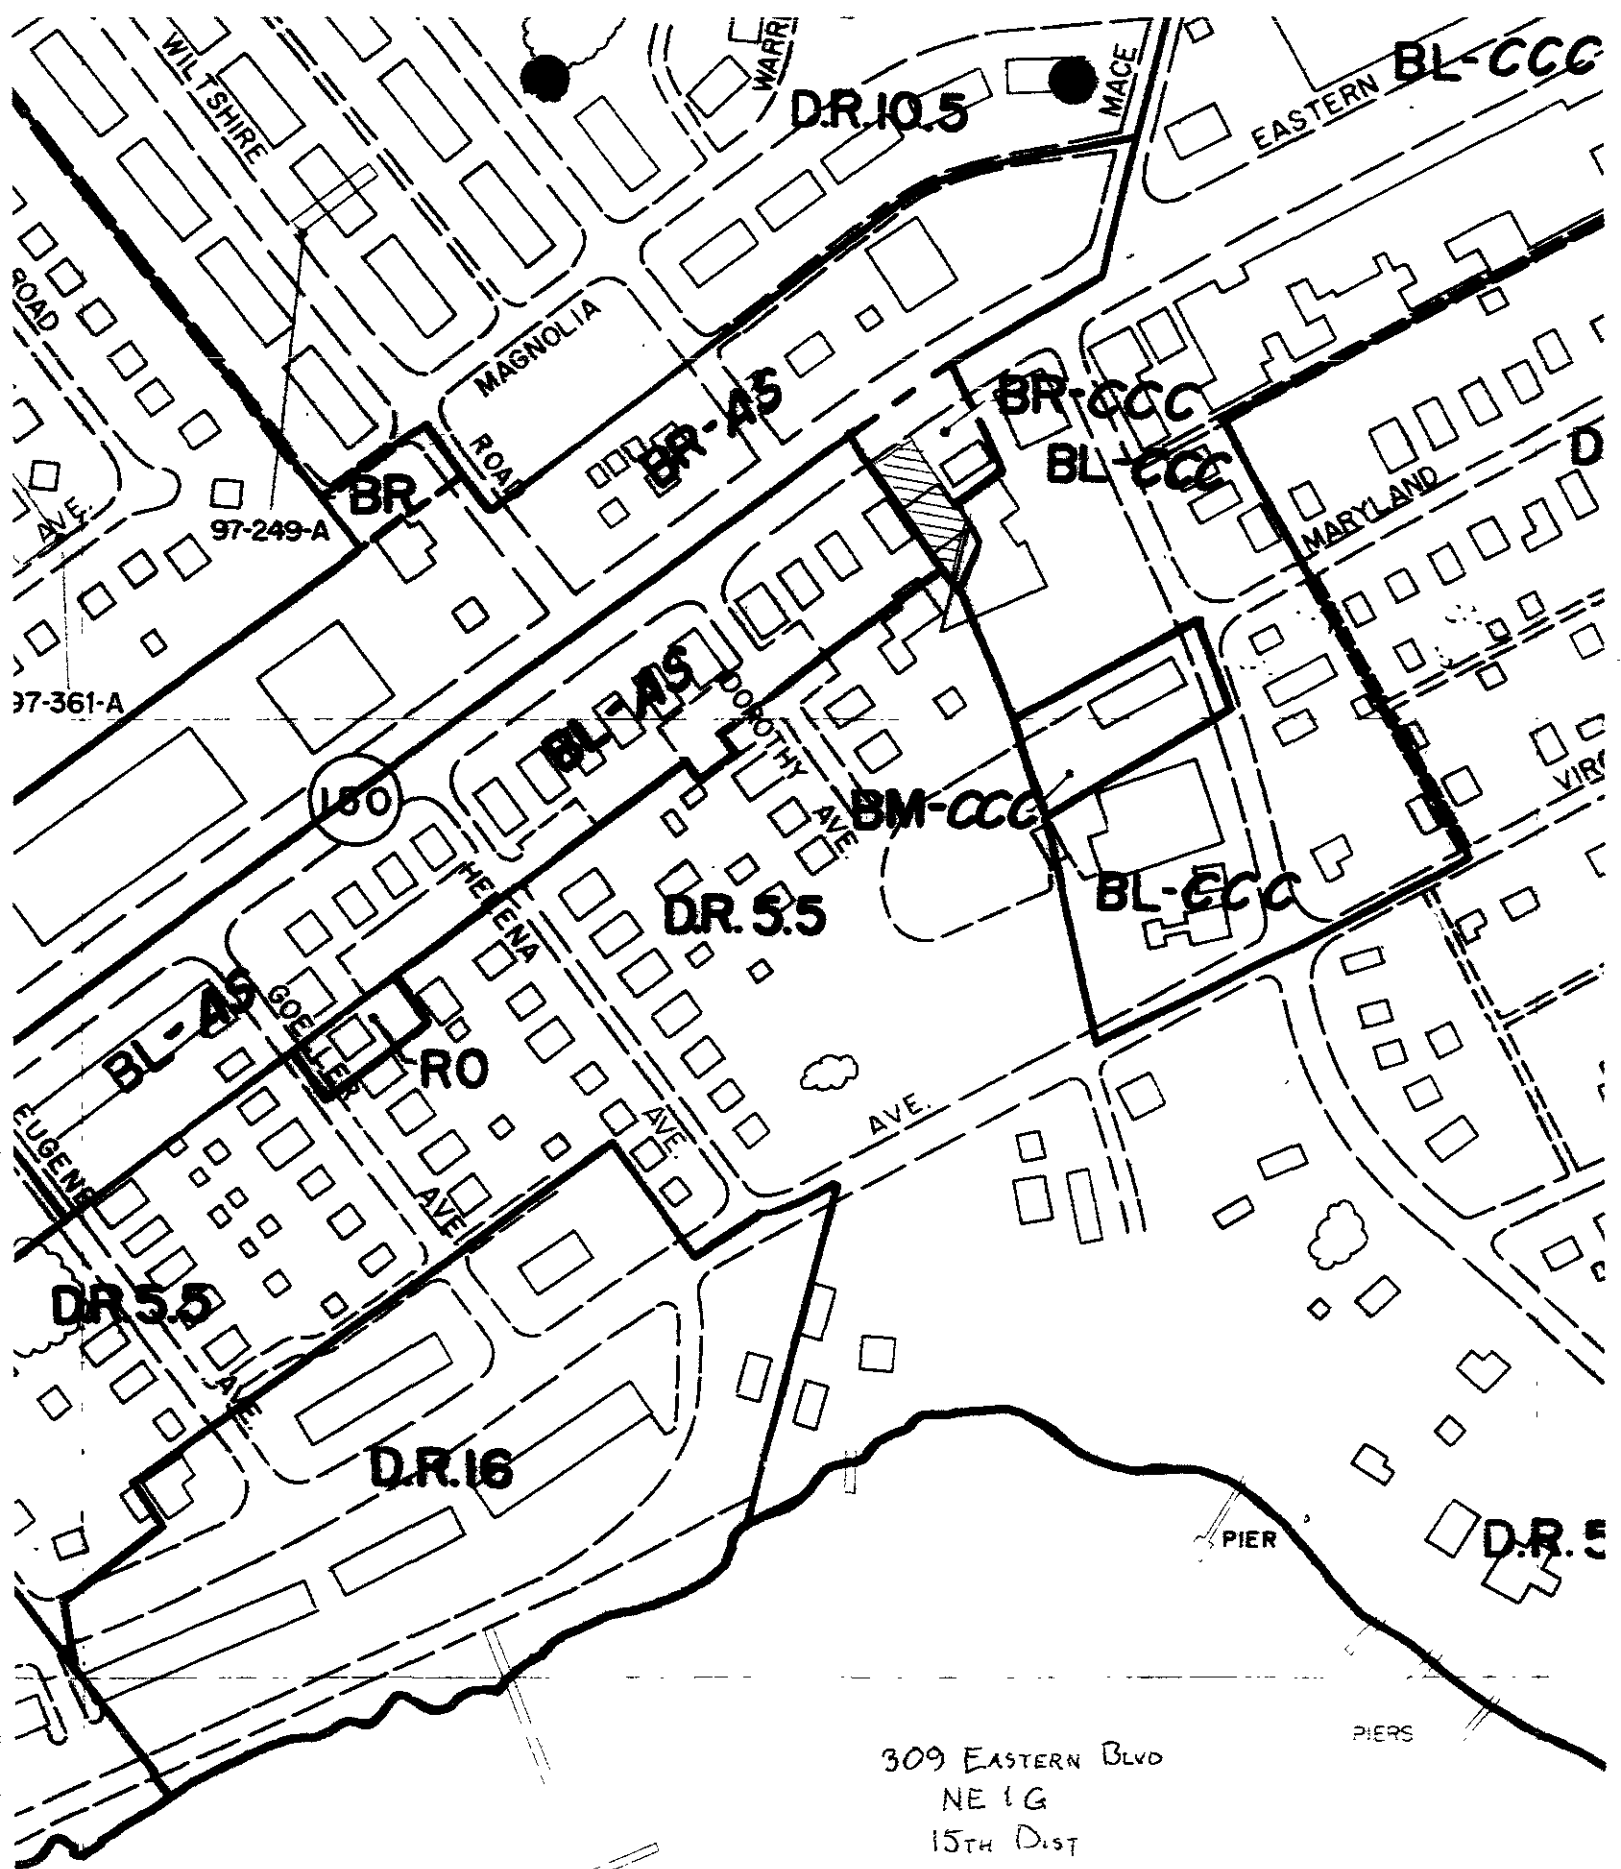 WILTSHIRE
WARR
MACE
BL-CCC
EASTERN
D.R.10.5
ROAD
MAGNOLIA
BR-CCC
BR-AS
ROAD
BL-CCC
D
BR
97-249-A
AVE.
MARYLAND
BL-AS
97-361-A
DOROTHY
150
BM-CCC
AVE.
VIRG
HELENA
D.R.5.5
BL-CCC
BL-AS
GOELLER
RO
AVE.
AVE.
EUGENE
AVE.
D.R.5.5
AVE.
D.R.16
PIER
D.R.5
PIERS
309 EASTERN BLVD
NE 1 G
15TH DIST